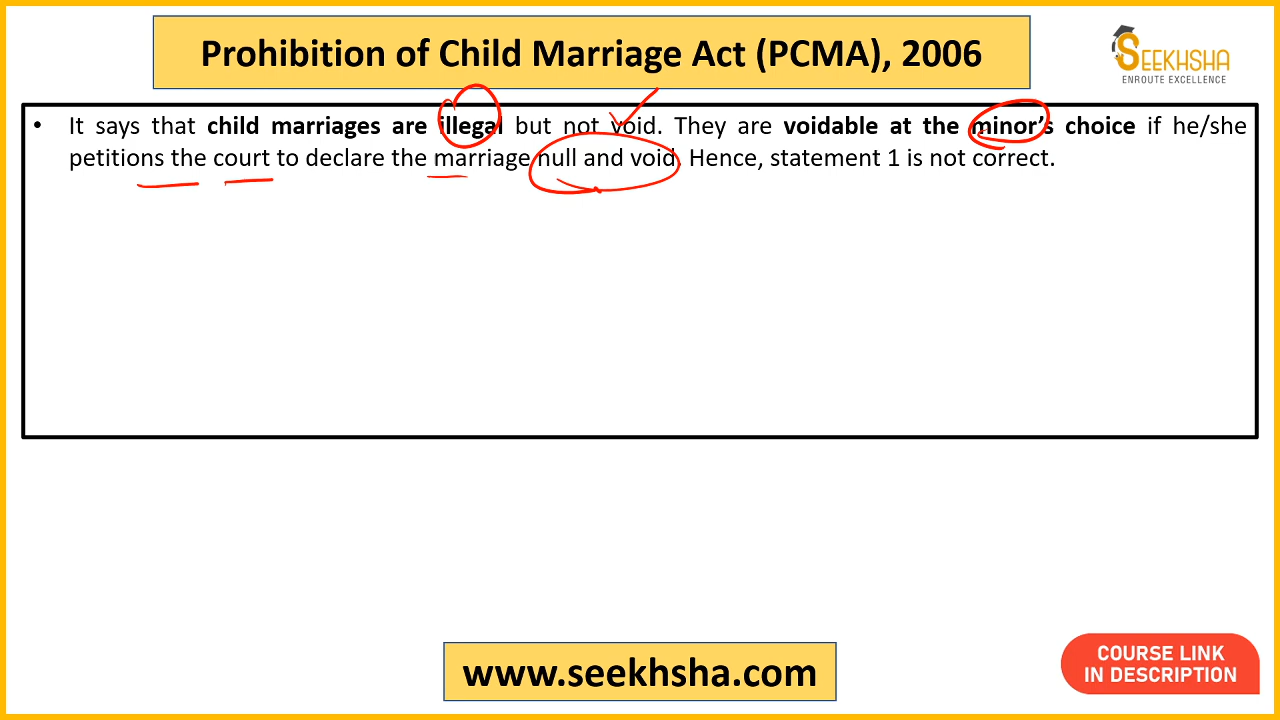 Prohibition of Child Marriage Act (PCMA), 2006
SEEKHSHA
ENROUTE EXCELLENCE
• It says that child marriages are illegal but not void. They are voidable at the minor's choice if he/she
petitions the court to declare the marriage null and void. Hence, statement 1 is not correct.
www.seekhsha.com
COURSE LINK
IN DESCRIPTION